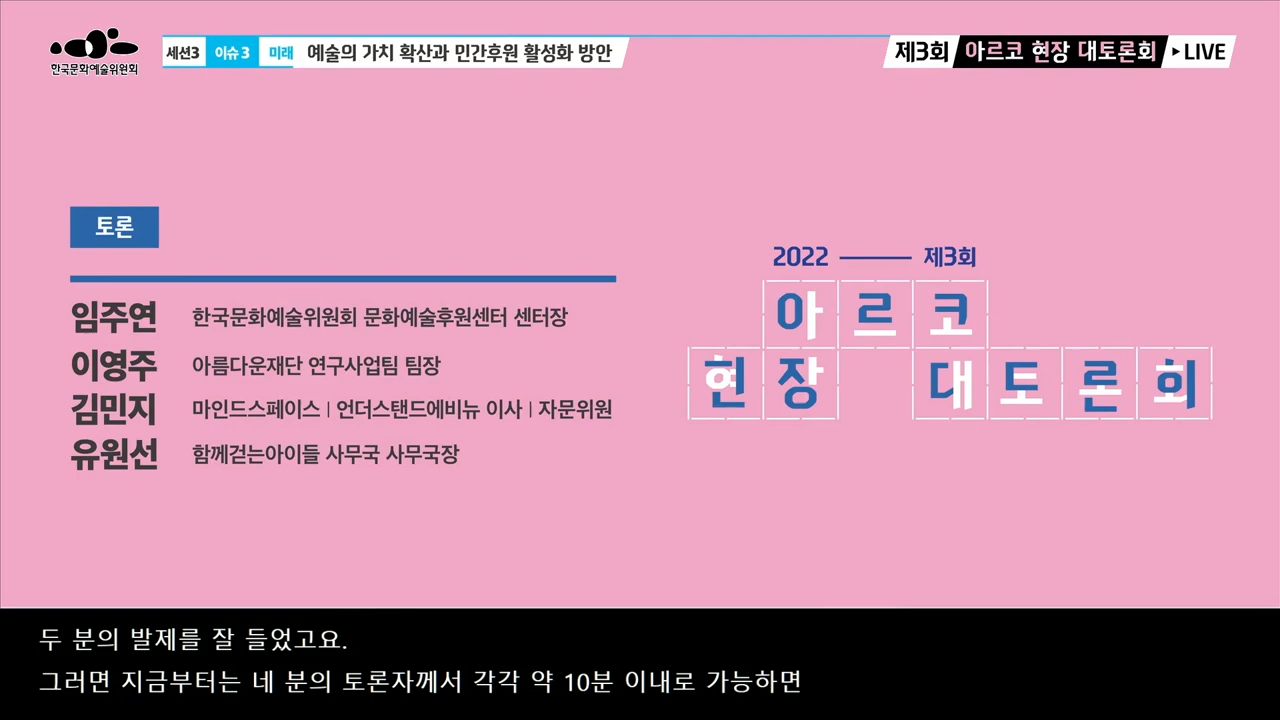 한국문화예술위원회
세션3 이슈 3 미래 예술의 가치 확산과 민간후원 활성화 방안
제3회 아르코 현장 대토론회 ▸LIVE
토론
임주연 한국문화예술위원회 문화예술후원센터 센터장
이영주 아름다운재단 연구사업팀 팀장
김민지 마인드스페이스 | 언더스탠드에비뉴 이사 | 자문위원
유원선 함께걷는아이들 사무국 사무국장
2022 제3회
아르코
현장 대토론회
두 분의 발제를 잘 들었고요.
그러면 지금부터는 네 분의 토론자께서 각각 약 10분 이내로 가능하면